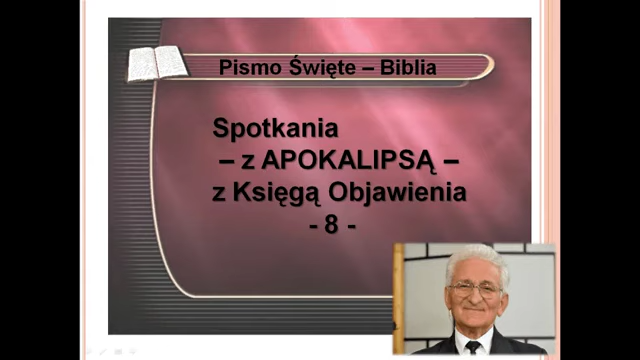 Pismo Święte – Biblia
Spotkania
– z APOKALIPSĄ –
z Księgą Objawienia
- 8 -